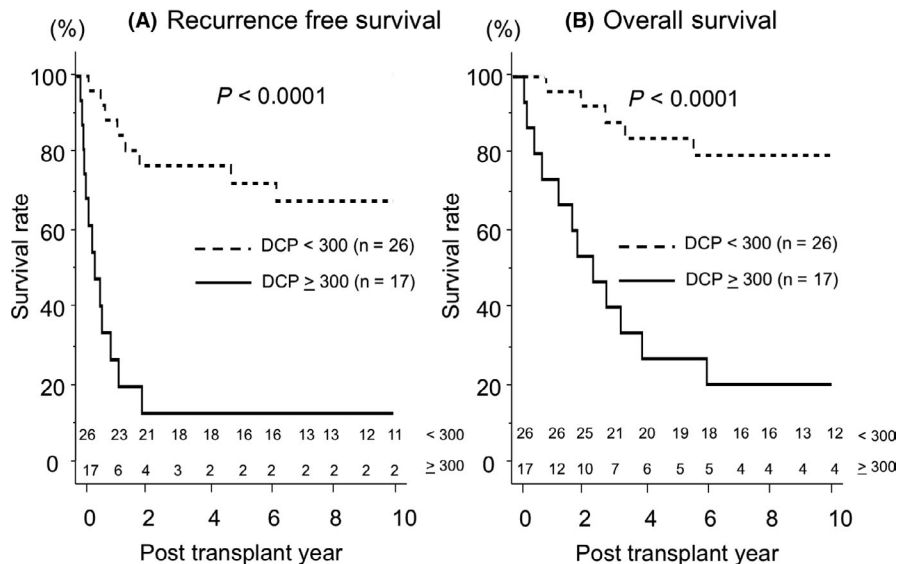 (A) Recurrence free survival
(%)
100
80
60
40
20
0
Survival rate
P < 0.0001
DCP < 300 (n = 26)
DCP ≥ 300 (n = 17)
26 23 21 18 18 16 16 13 13 12 11 < 300
17 6 4 3 2 2 2 2 2 2 2 ≥ 300
0 2 4 6 8 10
Post transplant year
(B) Overall survival
(%)
100
80
60
40
20
0
Survival rate
P < 0.0001
DCP < 300 (n = 26)
DCP ≥ 300 (n = 17)
26 26 25 21 20 19 18 16 16 13 12 < 300
17 12 10 7 6 5 5 4 4 4 4 ≥ 300
0 2 4 6 8 10
Post transplant year